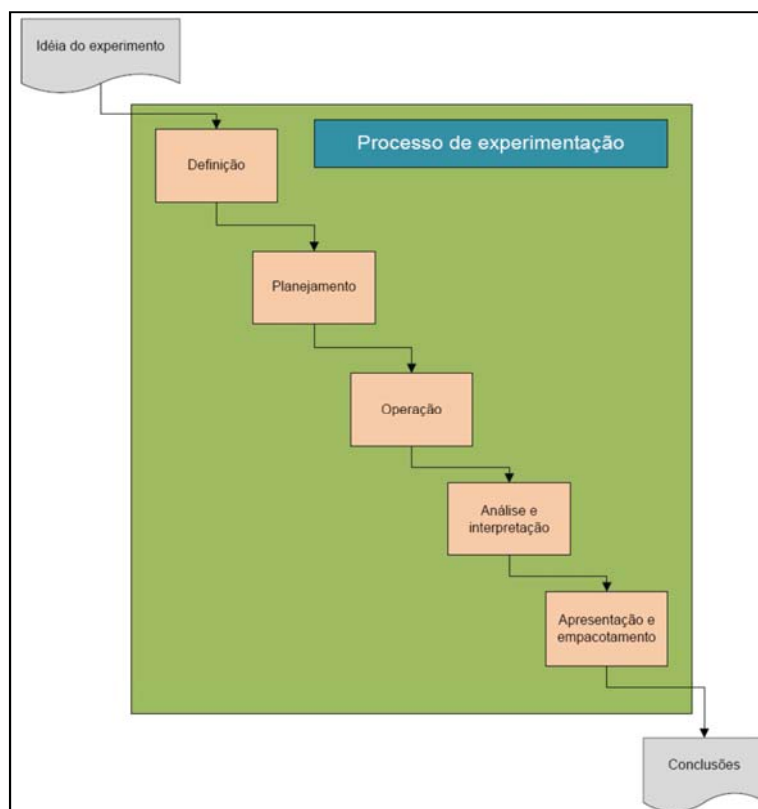 Idéia do experimento
Processo de experimentação
Definição
Planejamento
Operação
Análise e
interpretação
Apresentação e
empacotamento
Conclusões